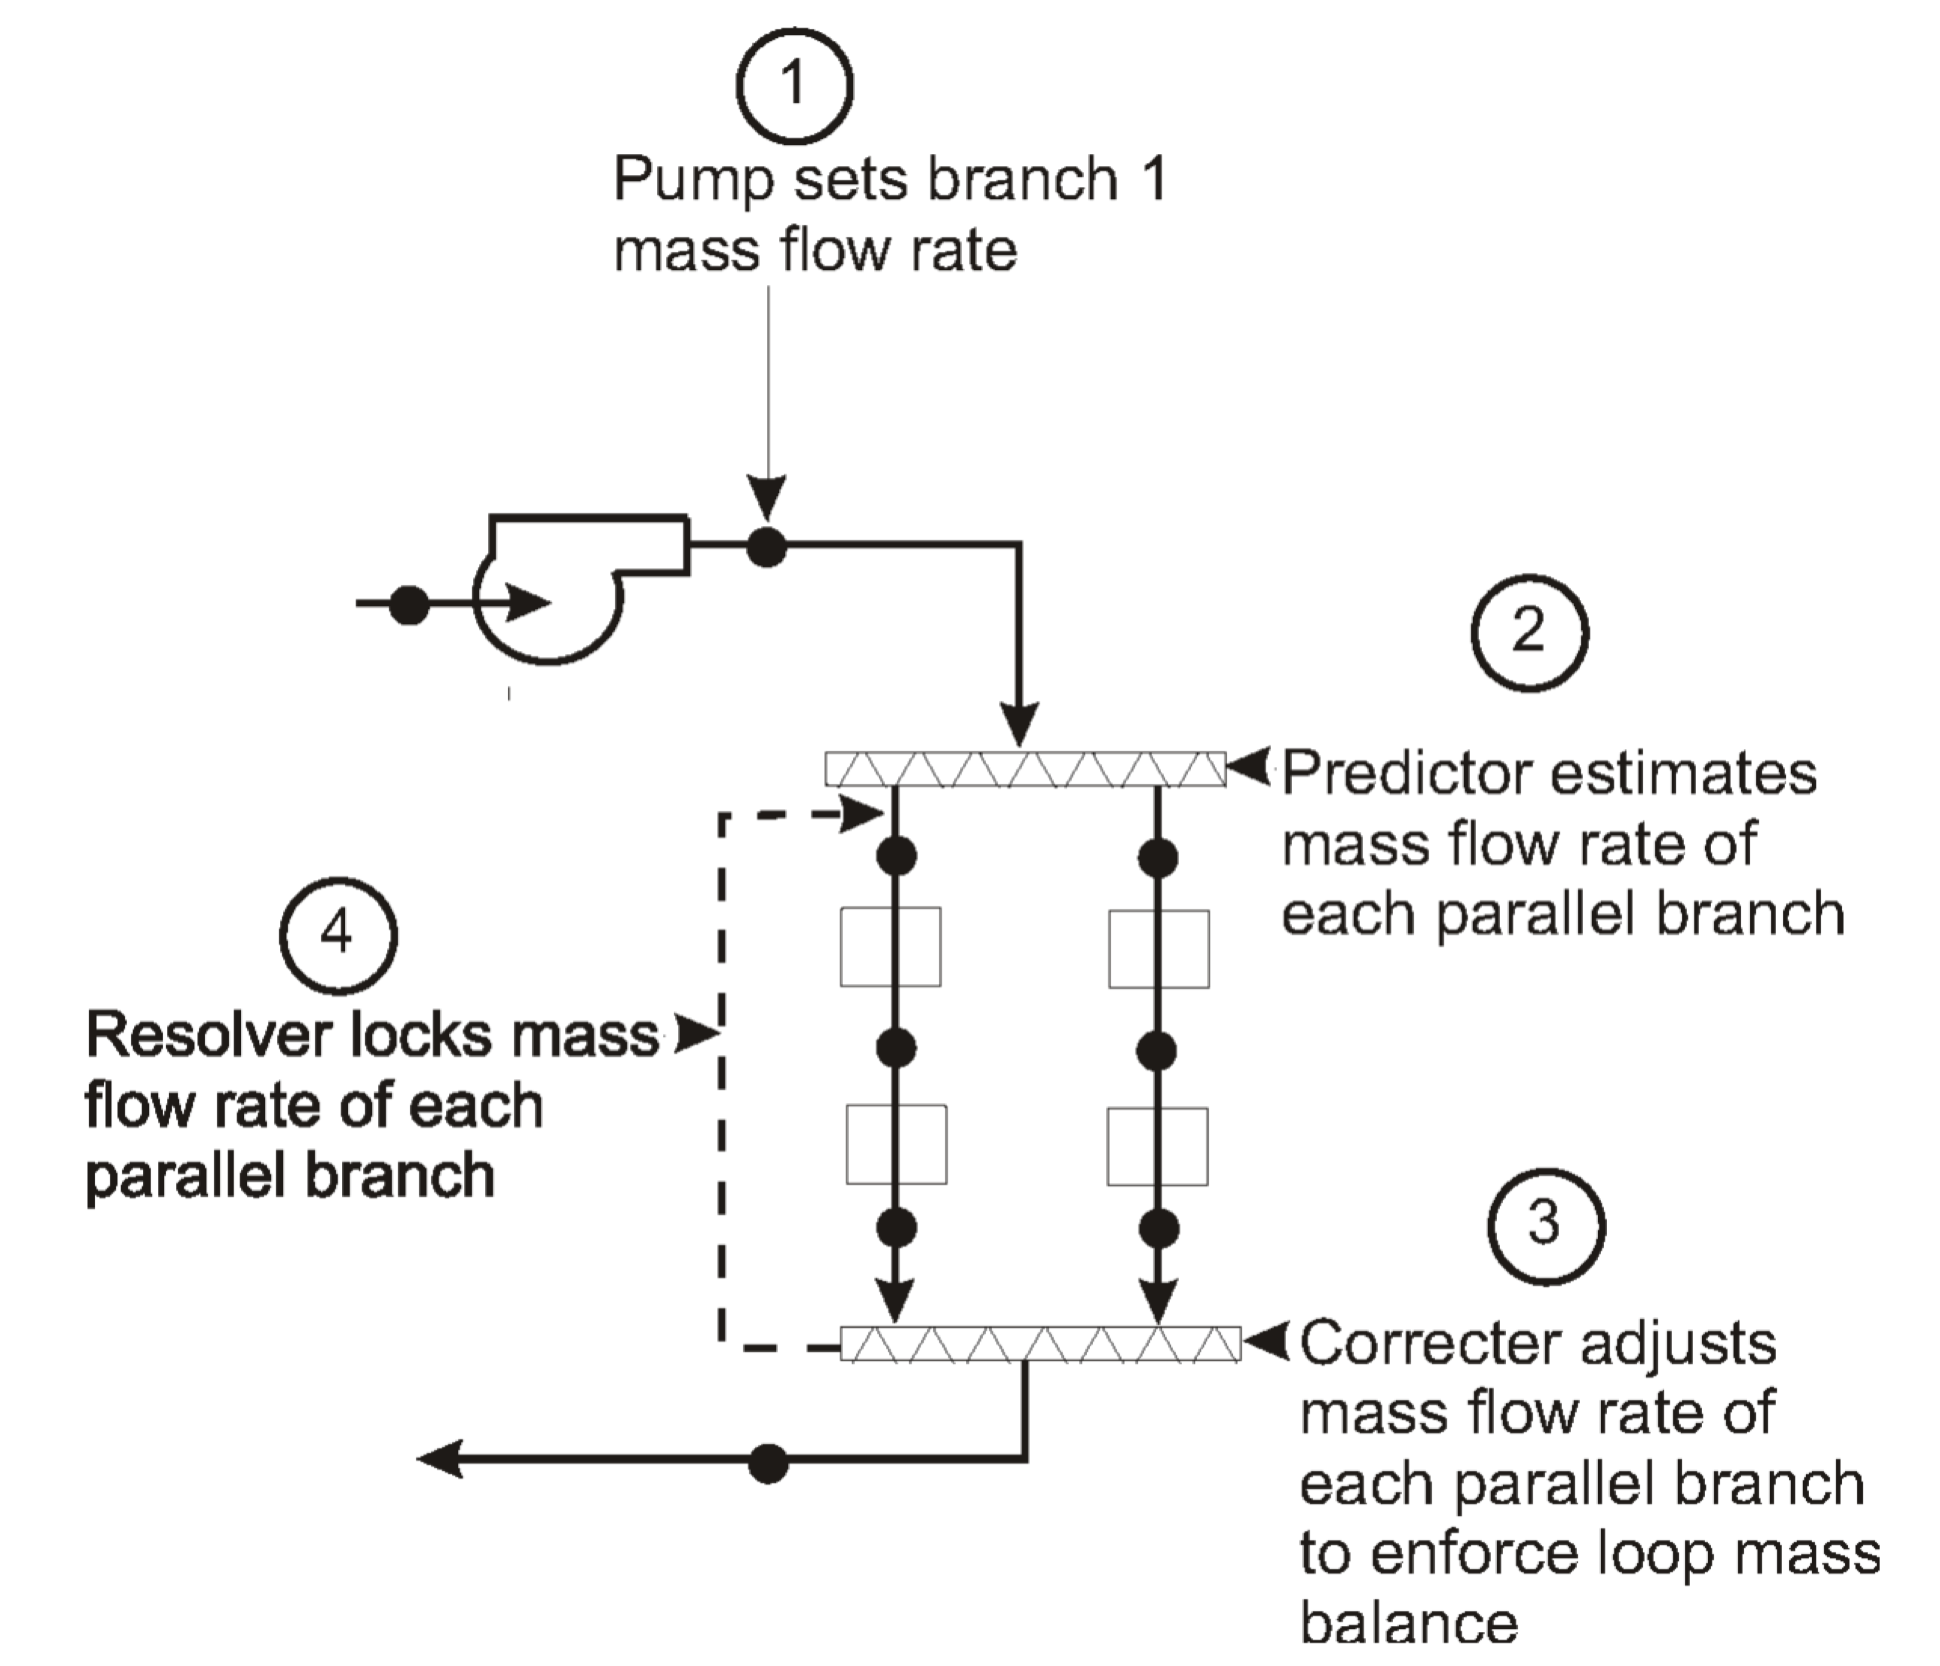 1
Pump sets branch 1
mass flow rate
2
Predictor estimates
mass flow rate of
each parallel branch
4
Resolver locks mass
flow rate of each
parallel branch
3
Correcter adjusts
mass flow rate of
each parallel branch
to enforce loop mass
balance